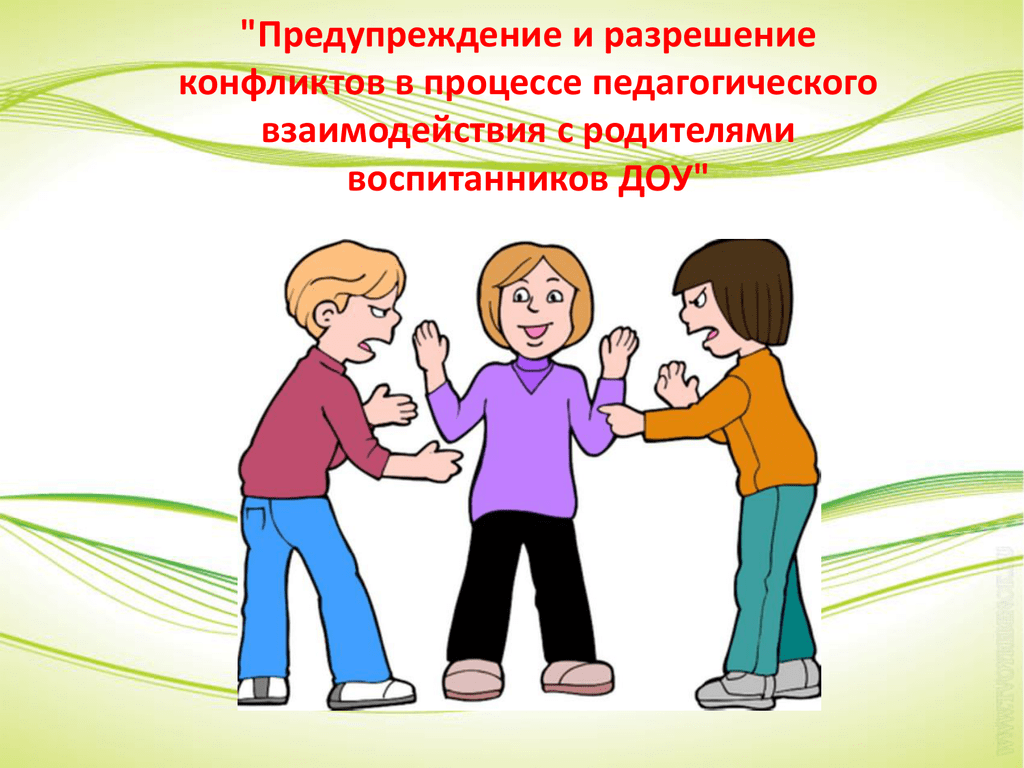 "Предупреждение и разрешение
конфликтов в процессе педагогического
взаимодействия с родителями
воспитанников ДОУ"